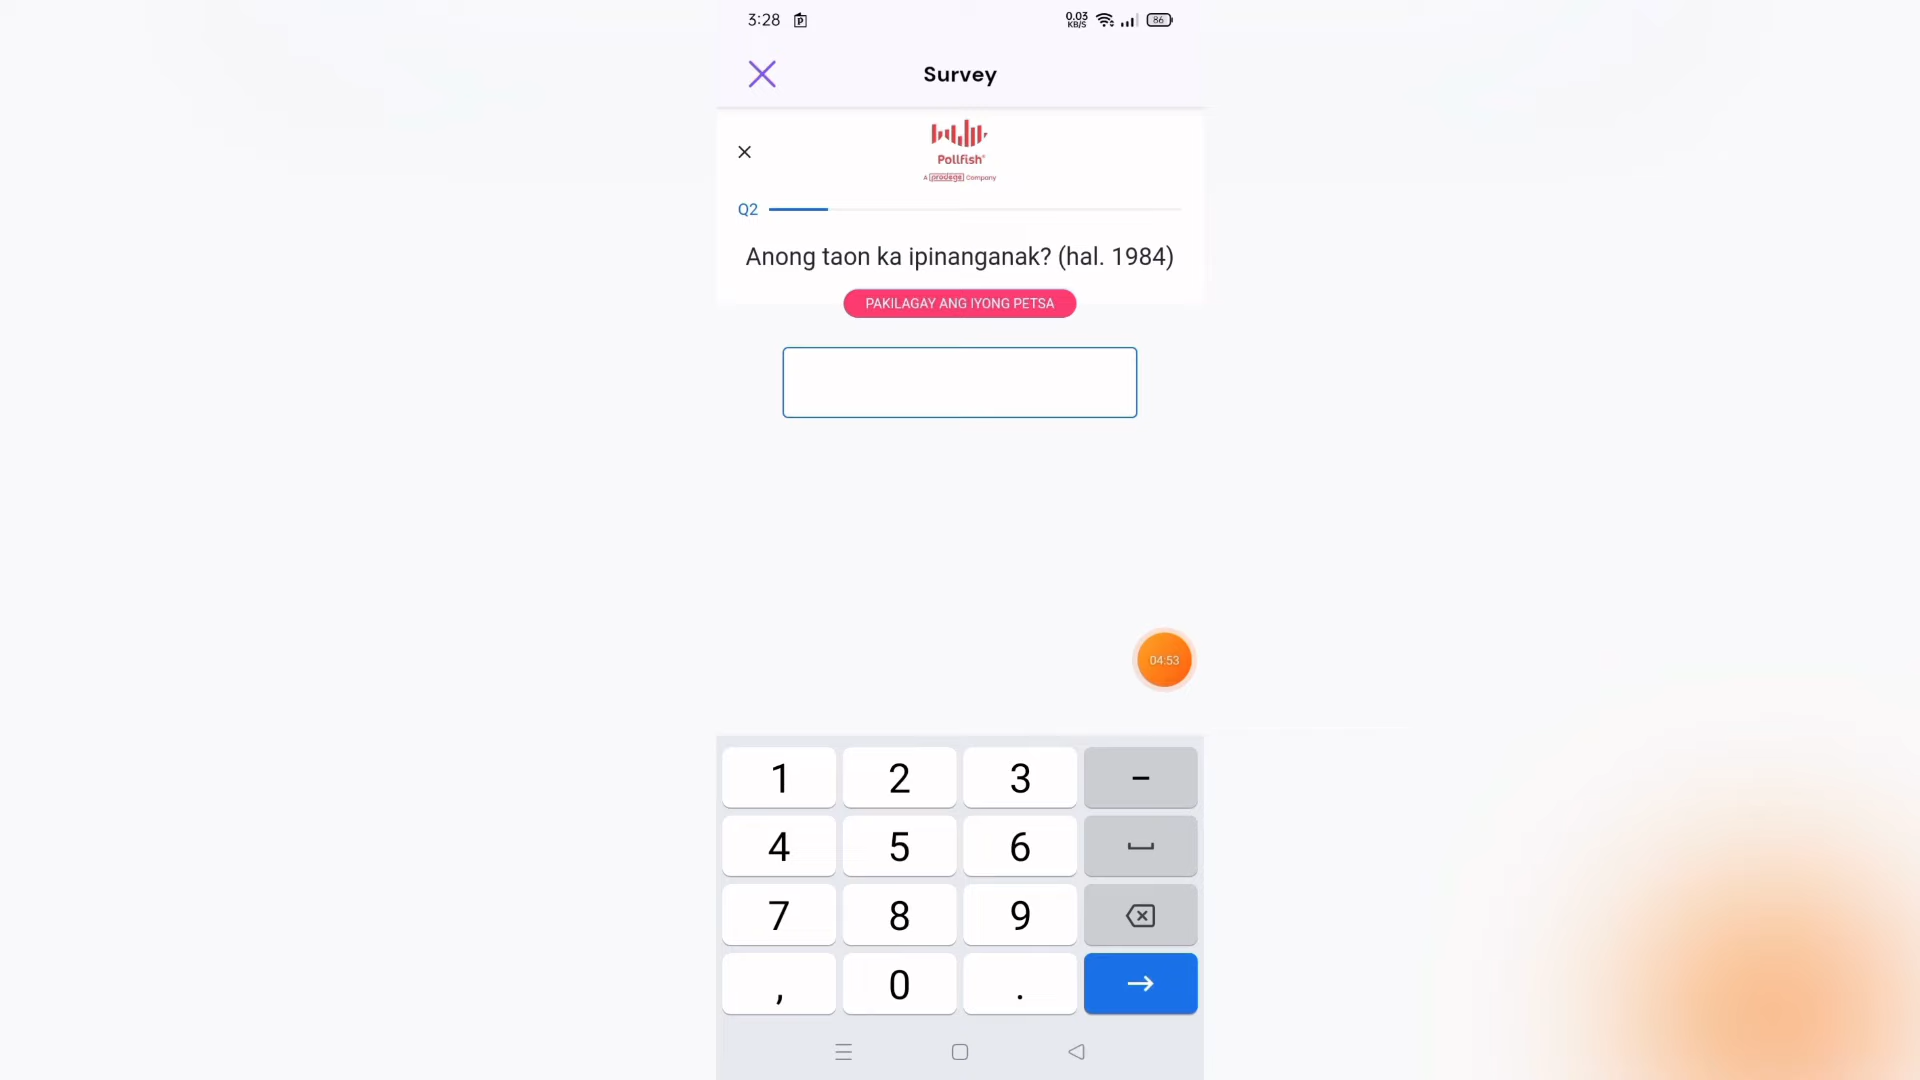 3:28
0.03
KB/S
86
Survey
Pollfish
A prodege Company
Q2
Anong taon ka ipinanganak? (hal. 1984)
PAKILAGAY ANG IYONG PETSA
04:53
1 2 3 -
4 5 6
7 8 9
, 0 .